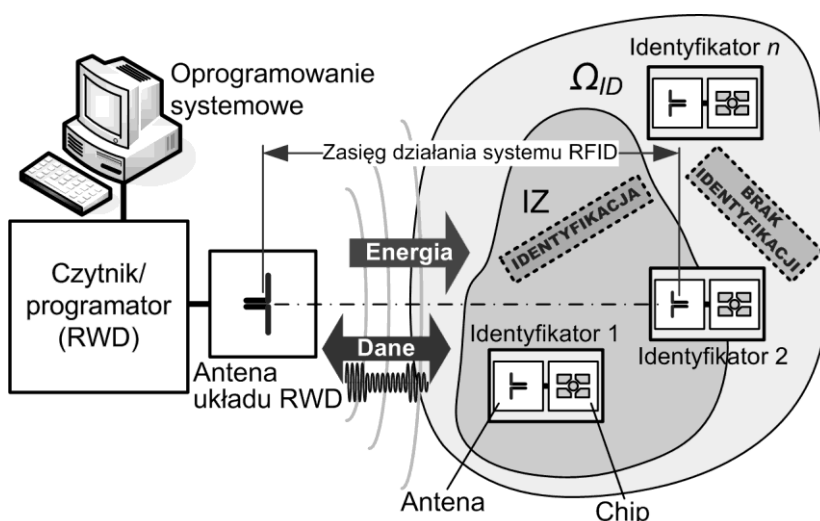 Oprogramowanie
systemowe
Identyfikator n
Ω_ID
Zasięg działania systemu RFID
IZ
IDENTYFIKACJA
BRAK
IDENTYFIKACJI
Energia
Czytnik/
programator
(RWD)
Dane
Identyfikator 1
Identyfikator 2
Antena
układu RWD
Antena
Chip